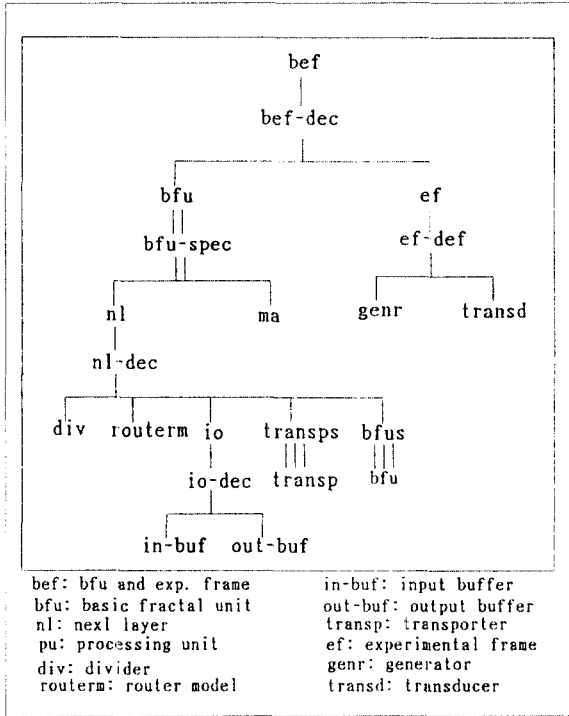 bef
bef-dec
bfu ef
bfu-spec ef-def
nl ma genr transd
nl-dec
div routerm io transps bfus
io-dec transp bfu
in-buf out-buf
bef: bfu and exp. frame in-buf: input buffer
bfu: basic fractal unit out-buf: output buffer
nl: nexl layer transp: transporter
pu: processing unit ef: experimental frame
div: divider genr: generator
routerm: router model transd: transducer